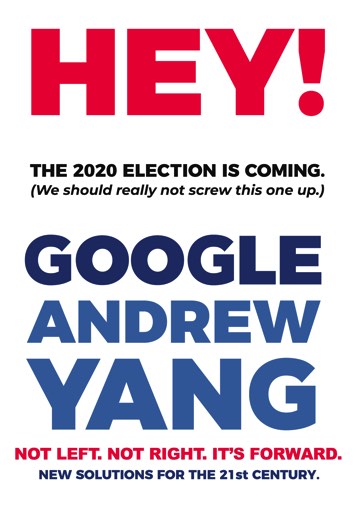 HEY!
THE 2020 ELECTION IS COMING.
(We should really not screw this one up.)
GOOGLE
ANDREW
YANG
NOT LEFT. NOT RIGHT. IT'S FORWARD.
NEW SOLUTIONS FOR THE 21st CENTURY.